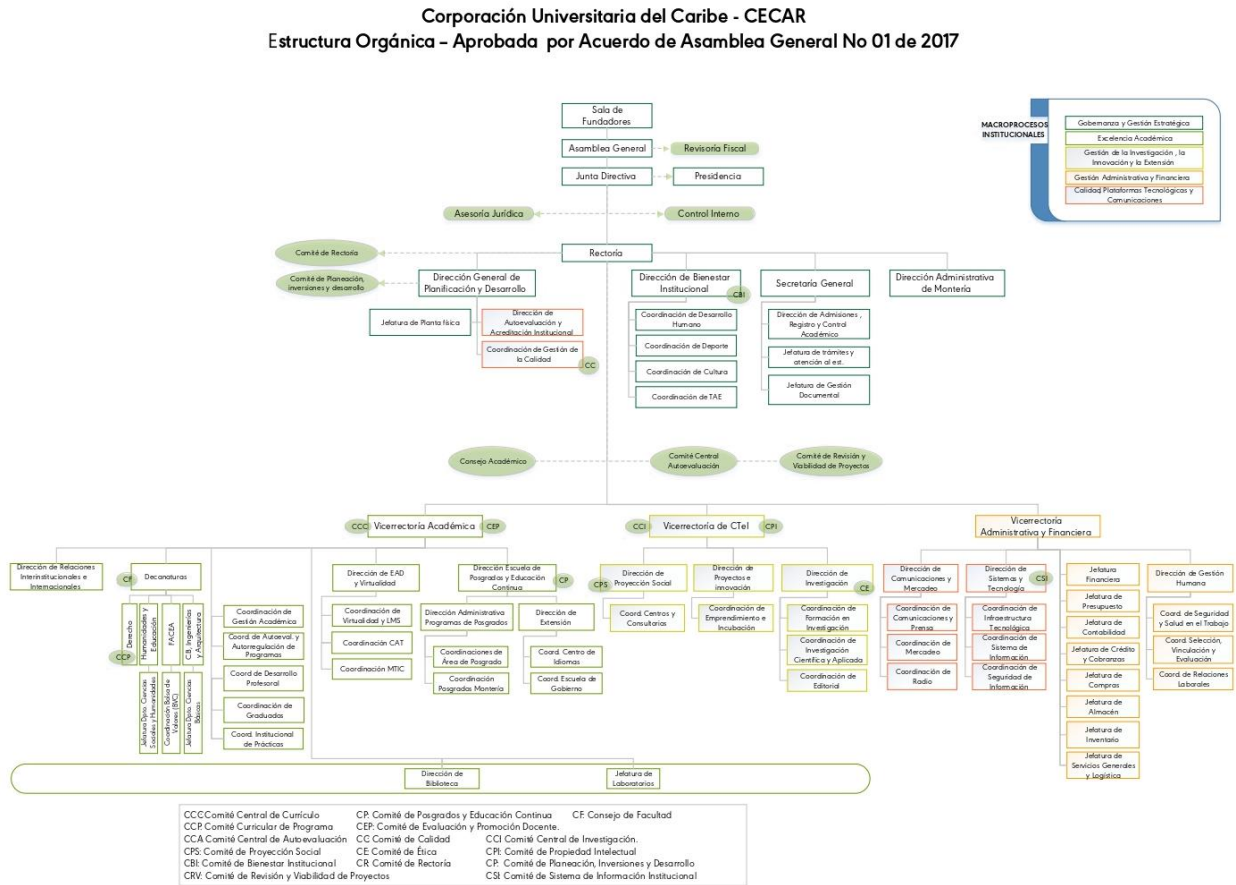 Corporación Universitaria del Caribe - CECAR
Estructura Orgánica – Aprobada por Acuerdo de Asamblea General No 01 de 2017
Sala de
Fundadores
Asamblea General
Revisoría Fiscal
Junta Directiva
Presidencia
Asesoría Jurídica
Control Interno
MACROPROCESOS
INSTITUCIONALES
Gobernanza y Gestión Estratégica
Excelencia Académica
Gestión de la Investigación , la
Innovación y la Extensión
Gestión Administrativa y Financiera
Calidad, Plataformas Tecnológicas y
Comunicaciones
Comité de Rectoría
Rectoría
Comité de Planeación,
inversiones y desarrollo
Dirección General de
Planificación y Desarrollo
Jefatura de Planta física
Dirección de
Autoevaluación y
Acreditación Institucional
Coordinación de Gestión de
la Calidad
CC
Dirección de Bienestar
Institucional
CBI
Coordinación de Desarrollo
Humano
Coordinación de Deporte
Coordinación de Cultura
Coordinación de TAE
Secretaría General
Dirección de Admisiones ,
Registro y Control
Académico
Jefatura de trámites y
atención al est.
Jefatura de Gestión
Documental
Dirección Administrativa
de Montería
Consejo Académico
Comité Central
Autoevaluación
Comité de Revisión y
Viabilidad de Proyectos
CCC
Vicerrectoría Académica
CEP
CCI
Vicerrectoría de CTeI
CPI
Vicerrectoría
Administrativa y Financiera
Dirección de Relaciones
Interinstitucionales e
Internacionales
CF
Decanaturas
Derecho
CCP
Humanidades y
Educación
FACEA
C.B, Ingenierías
y Arquitectura
Jefatura Dpto. Ciencias
Sociales y Humanidades
Coordinación Bolsa de
Valores (BVC)
Jefatura Dpto. Ciencias
Básicas
Coordinación de
Gestión Académica
Coord. de Autoeval. y
Autorregulación de
Programas
Coord de Desarrollo
Profesoral
Coordinación de
Graduados
Coord. Institucional
de Prácticas
Dirección de EAD
y Virtualidad
Coordinación de
Virtualidad y LMS
Coordinación CAT
Coordinación MTIC
Dirección Escuela de
Posgrados y Educación
Continua
CP
Dirección Administrativa
Programas de Posgrados
Coordinaciones de
Área de Posgrado
Coordinación
Posgrados Montería
Dirección de
Extensión
Coord. Centro de
Idiomas
Coord. Escuela de
Gobierno
CPS
Dirección de
Proyección Social
Coord. Centros y
Consultorios
Dirección de
Proyectos e
innovación
Coordinación de
Emprendimiento e
Incubación
Dirección de
Investigación
CE
Coordinación de
Formación en
Investigación
Coordinación de
Investigación
Científica y Aplicada
Coordinación de
Editorial
Dirección de
Comunicaciones y
Mercadeo
Coordinación de
Comunicaciones y
Prensa
Coordinación de
Mercadeo
Coordinación de
Radio
Dirección de
Sistemas y
Tecnología
CSI
Coordinación de
Infraestructura
Tecnológica
Coordinación de
Sistema de
Información
Coordinación de
Seguridad de
Información
Jefatura
Financiera
Jefatura de
Presupuesto
Jefatura de
Contabilidad
Jefatura de Crédito
y Cobranzas
Jefatura de
Compras
Jefatura de
Almacén
Jefatura de
Inventario
Jefatura de
Servicios Generales
y Logística
Dirección de Gestión
Humana
Coord. de Seguridad
y Salud en el Trabajo
Coord. Selección,
Vinculación y
Evaluación
Coord. de Relaciones
Laborales
Dirección de
Biblioteca
Jefatura de
Laboratorios
CCC:Comité Central de Currículo CP: Comité de Posgrados y Educación Continua CF: Consejo de Facultad
CCP: Comité Curricular de Programa CEP: Comité de Evaluación y Promoción Docente.
CCA: Comité Central de Autoevaluación CC: Comité de Calidad CCI: Comité Central de Investigación.
CPS: Comité de Proyección Social CE: Comité de Ética CPI: Comité de Propiedad Intelectual
CBI: Comité de Bienestar Institucional CR: Comité de Rectoría CP: Comité de Planeación, Inversiones y Desarrollo
CRV: Comité de Revisión y Viabilidad de Proyectos CSI: Comité de Sistema de Información Institucional